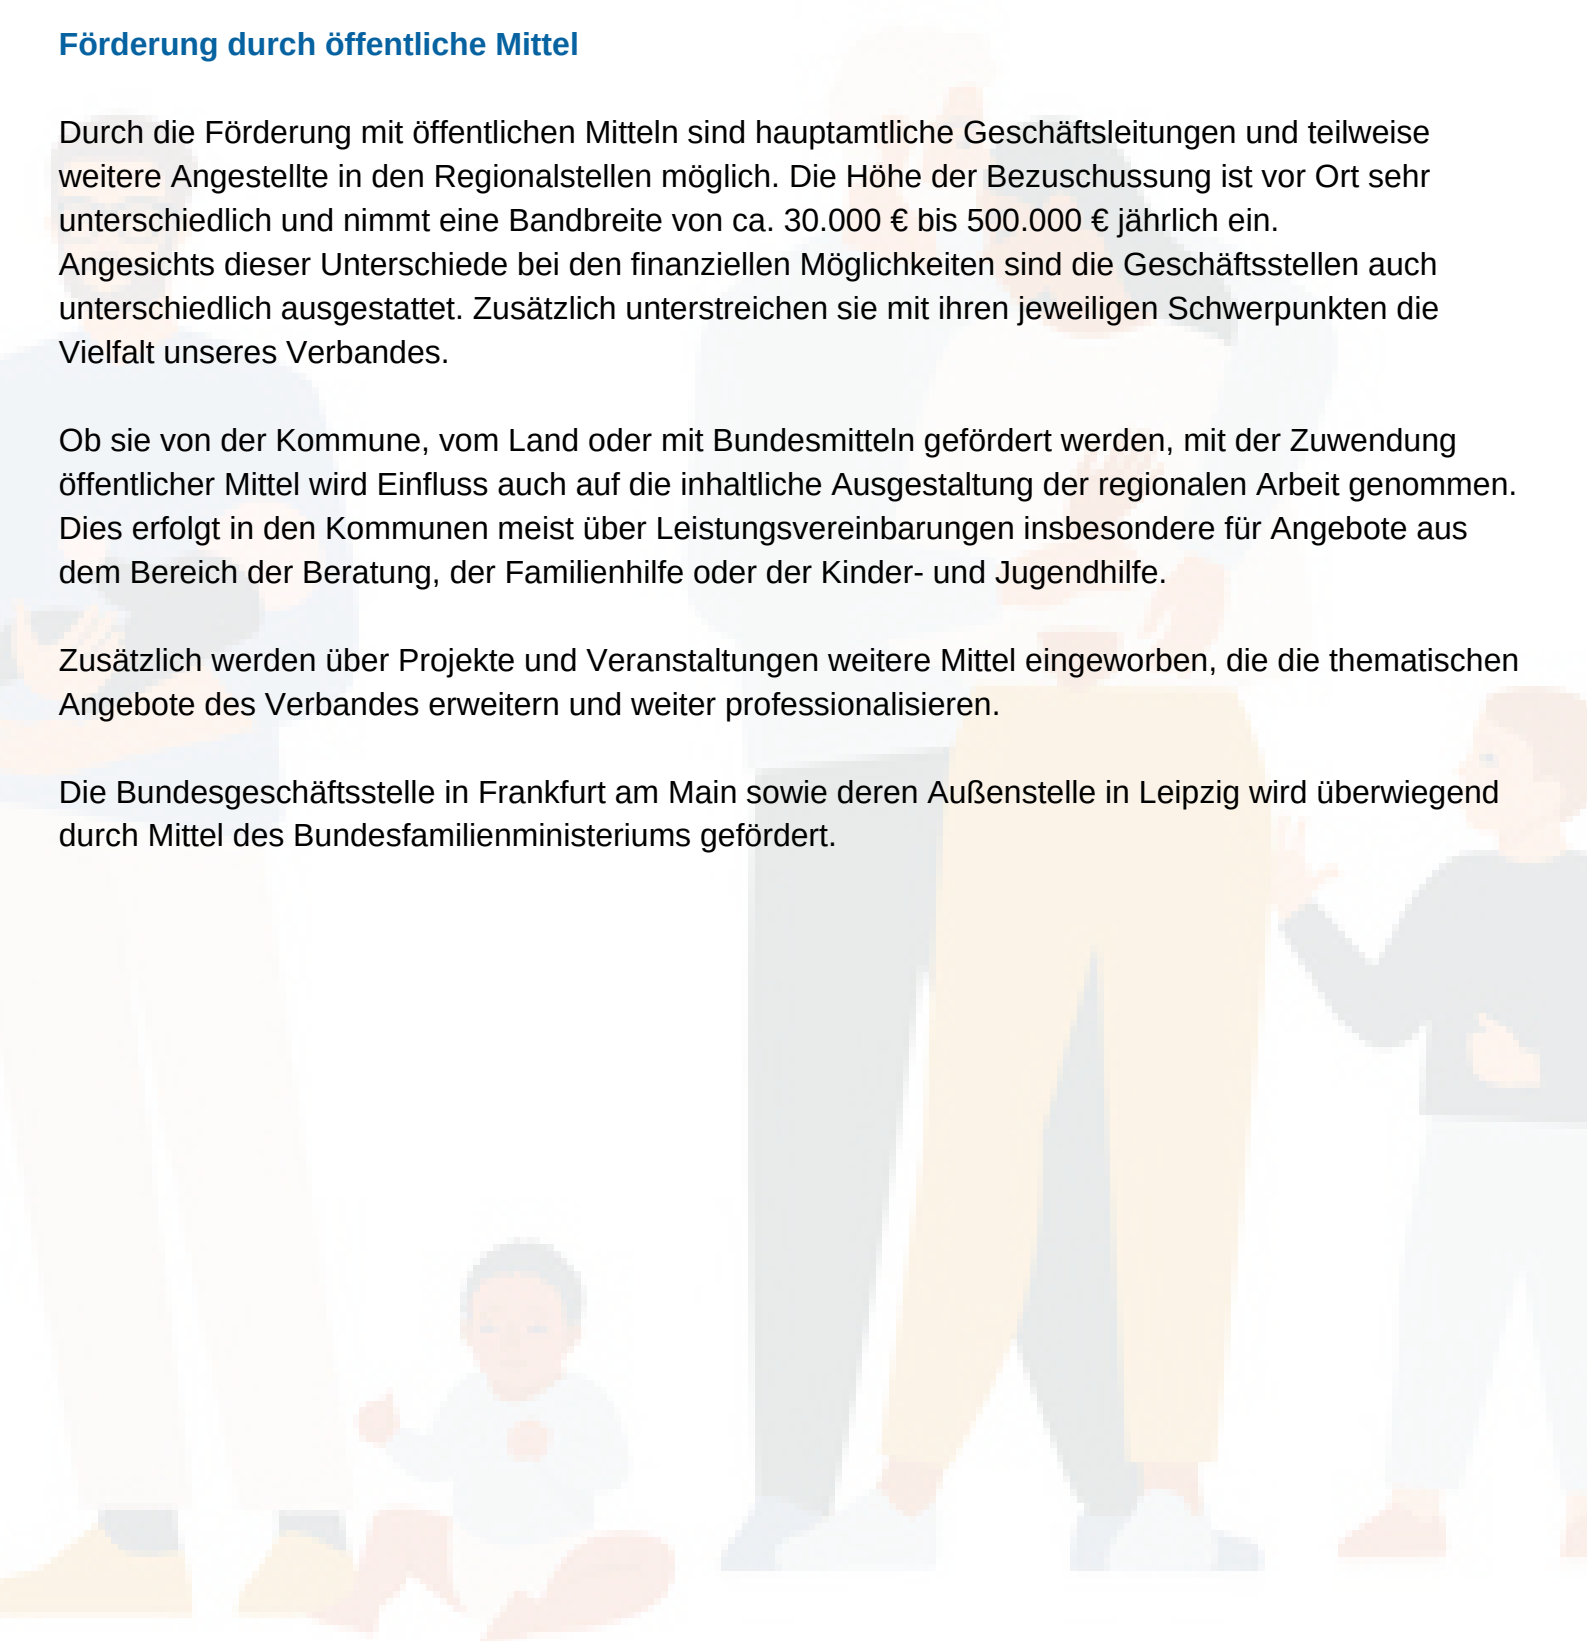 Förderung durch öffentliche Mittel
Durch die Förderung mit öffentlichen Mitteln sind hauptamtliche Geschäftsleitungen und teilweise
weitere Angestellte in den Regionalstellen möglich. Die Höhe der Bezuschussung ist vor Ort sehr
unterschiedlich und nimmt eine Bandbreite von ca. 30.000 € bis 500.000 € jährlich ein.
Angesichts dieser Unterschiede bei den finanziellen Möglichkeiten sind die Geschäftsstellen auch
unterschiedlich ausgestattet. Zusätzlich unterstreichen sie mit ihren jeweiligen Schwerpunkten die
Vielfalt unseres Verbandes.
Ob sie von der Kommune, vom Land oder mit Bundesmitteln gefördert werden, mit der Zuwendung
öffentlicher Mittel wird Einfluss auch auf die inhaltliche Ausgestaltung der regionalen Arbeit genommen.
Dies erfolgt in den Kommunen meist über Leistungsvereinbarungen insbesondere für Angebote aus
dem Bereich der Beratung, der Familienhilfe oder der Kinder- und Jugendhilfe.
Zusätzlich werden über Projekte und Veranstaltungen weitere Mittel eingeworben, die die thematischen
Angebote des Verbandes erweitern und weiter professionalisieren.
Die Bundesgeschäftsstelle in Frankfurt am Main sowie deren Außenstelle in Leipzig wird überwiegend
durch Mittel des Bundesfamilienministeriums gefördert.